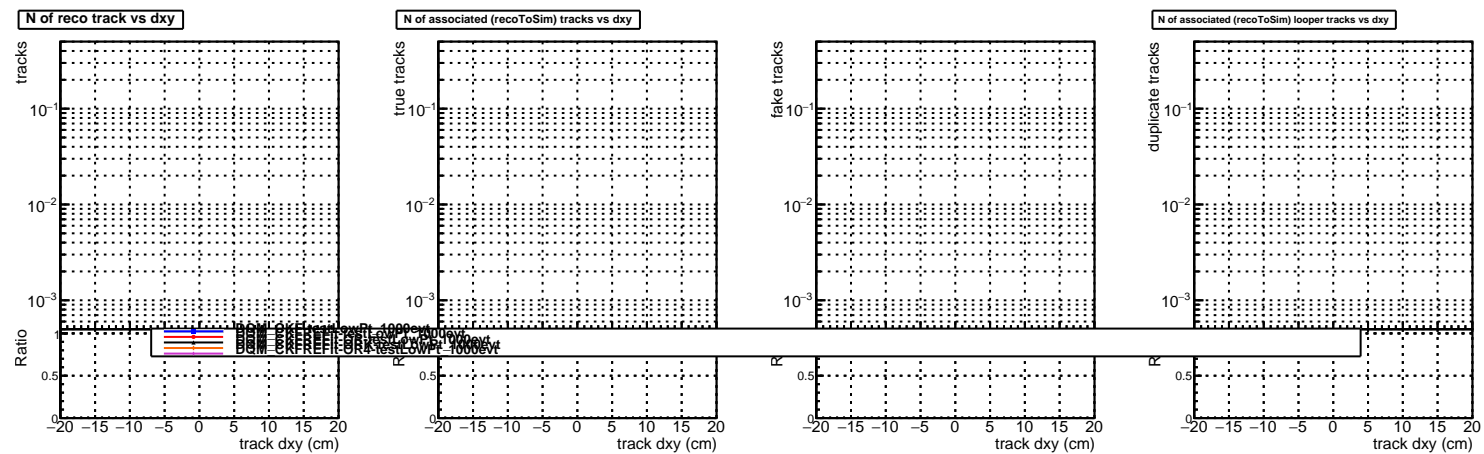 N of reco track vs dxy
N of associated (recoToSim) tracks vs dxy
N of associated (recoToSim) looper tracks vs dxy
tracks
10−1
10−2
10−3
Ratio
1
0.5
0
−20 −15 −10 −5 0 5 10 15 20
track dxy (cm)
true tracks
10−1
10−2
10−3
0.5
0
−20 −15 −10 −5 0 5 10 15 20
track dxy (cm)
fake tracks
10−1
10−2
10−3
0.5
0
−20 −15 −10 −5 0 5 10 15 20
track dxy (cm)
duplicate tracks
10−1
10−2
10−3
0.5
0
−20 −15 −10 −5 0 5 10 15 20
track dxy (cm)
DQM_CKF-testLowPt_1000evt
DQM_CKFREFit-OR4-testLowPt_1000evt